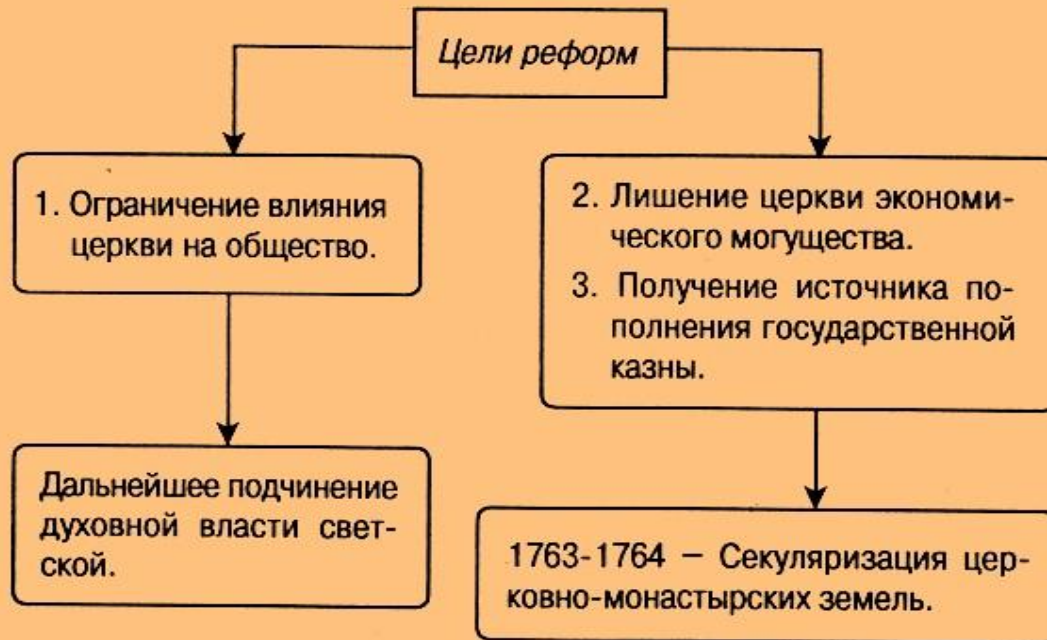 Цели реформ
1. Ограничение влияния
церкви на общество.
2. Лишение церкви экономи-
ческого могущества.
3. Получение источника по-
полнения государственной
казны.
Дальнейшее подчинение
духовной власти свет-
ской.
1763-1764 – Секуляризация цер-
ковно-монастырских земель.